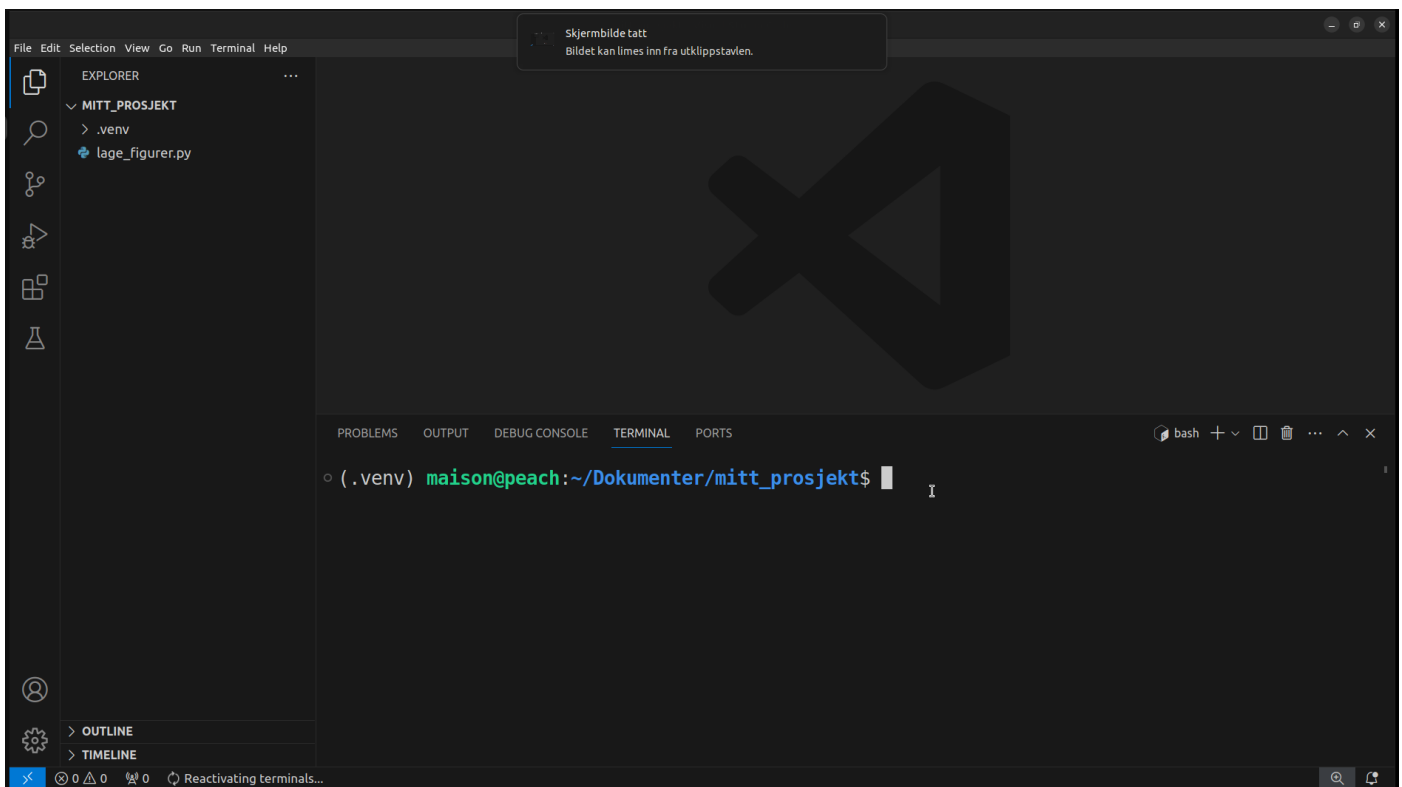 Skjermbilde tatt
Bildet kan limes inn fra utklippstavlen.
File Edit Selection View Go Run Terminal Help
EXPLORER
MITT_PROSJEKT
.venv
lage_figurer.py
PROBLEMS OUTPUT DEBUG CONSOLE TERMINAL PORTS
bash
(.venv) maison@peach:~/Dokumenter/mitt_prosjekt$
OUTLINE
TIMELINE
0 0 0 Reactivating terminals...